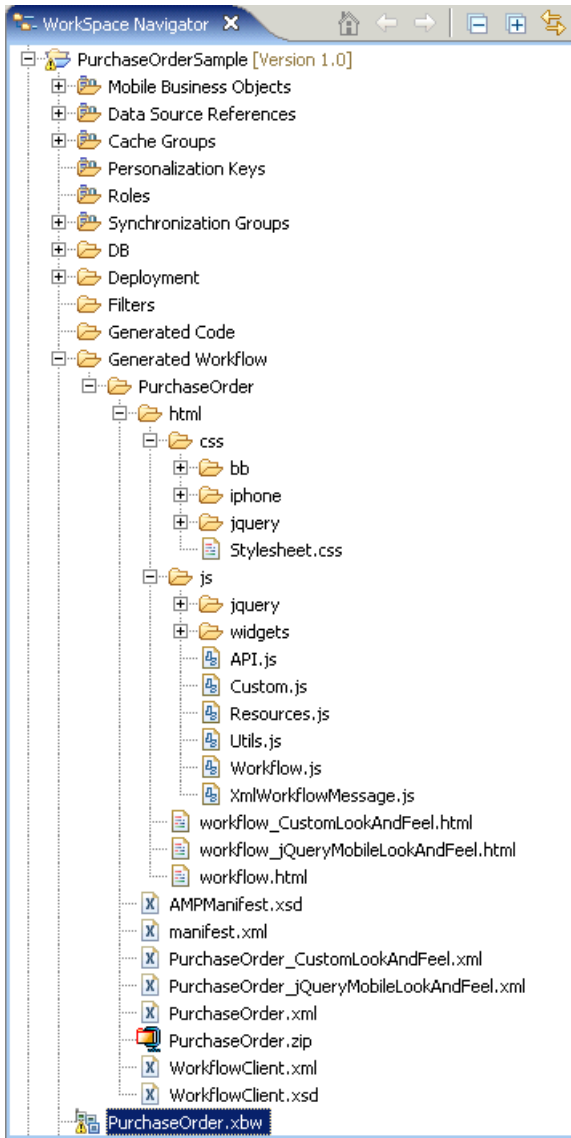 WorkSpace Navigator
PurchaseOrderSample [Version 1.0]
Mobile Business Objects
Data Source References
Cache Groups
Personalization Keys
Roles
Synchronization Groups
DB
Deployment
Filters
Generated Code
Generated Workflow
PurchaseOrder
html
css
bb
iphone
jquery
Stylesheet.css
js
jquery
widgets
API.js
Custom.js
Resources.js
Utils.js
Workflow.js
XmlWorkflowMessage.js
workflow_CustomLookAndFeel.html
workflow_jQueryMobileLookAndFeel.html
workflow.html
AMPManifest.xsd
manifest.xml
PurchaseOrder_CustomLookAndFeel.xml
PurchaseOrder_jQueryMobileLookAndFeel.xml
PurchaseOrder.xml
PurchaseOrder.zip
WorkflowClient.xml
WorkflowClient.xsd
PurchaseOrder.xbw